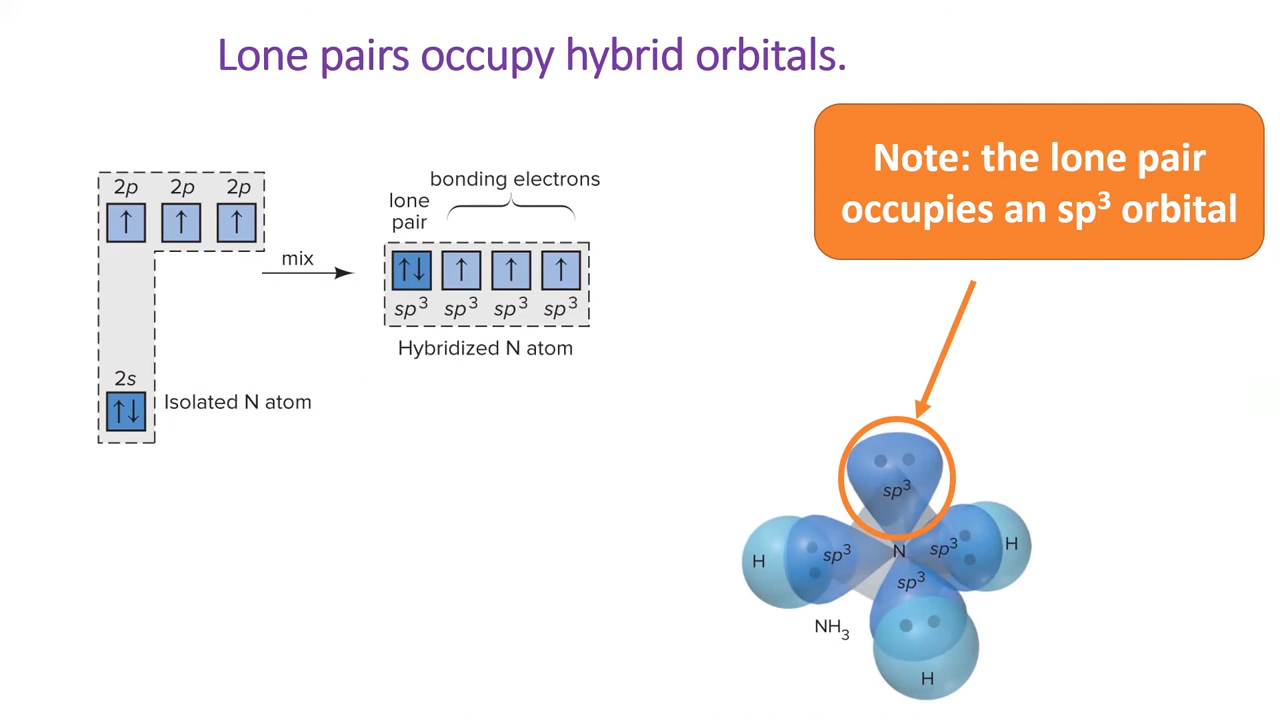 Lone pairs occupy hybrid orbitals.
Note: the lone pair
occupies an sp³ orbital
2p 2p 2p
↑ ↑ ↑
mix
2s
↑↓
Isolated N atom
bonding electrons
lone
pair
↑↓ ↑ ↑ ↑
sp³ sp³ sp³ sp³
Hybridized N atom
sp³
H sp³ N sp³ H
sp³
NH₃
H